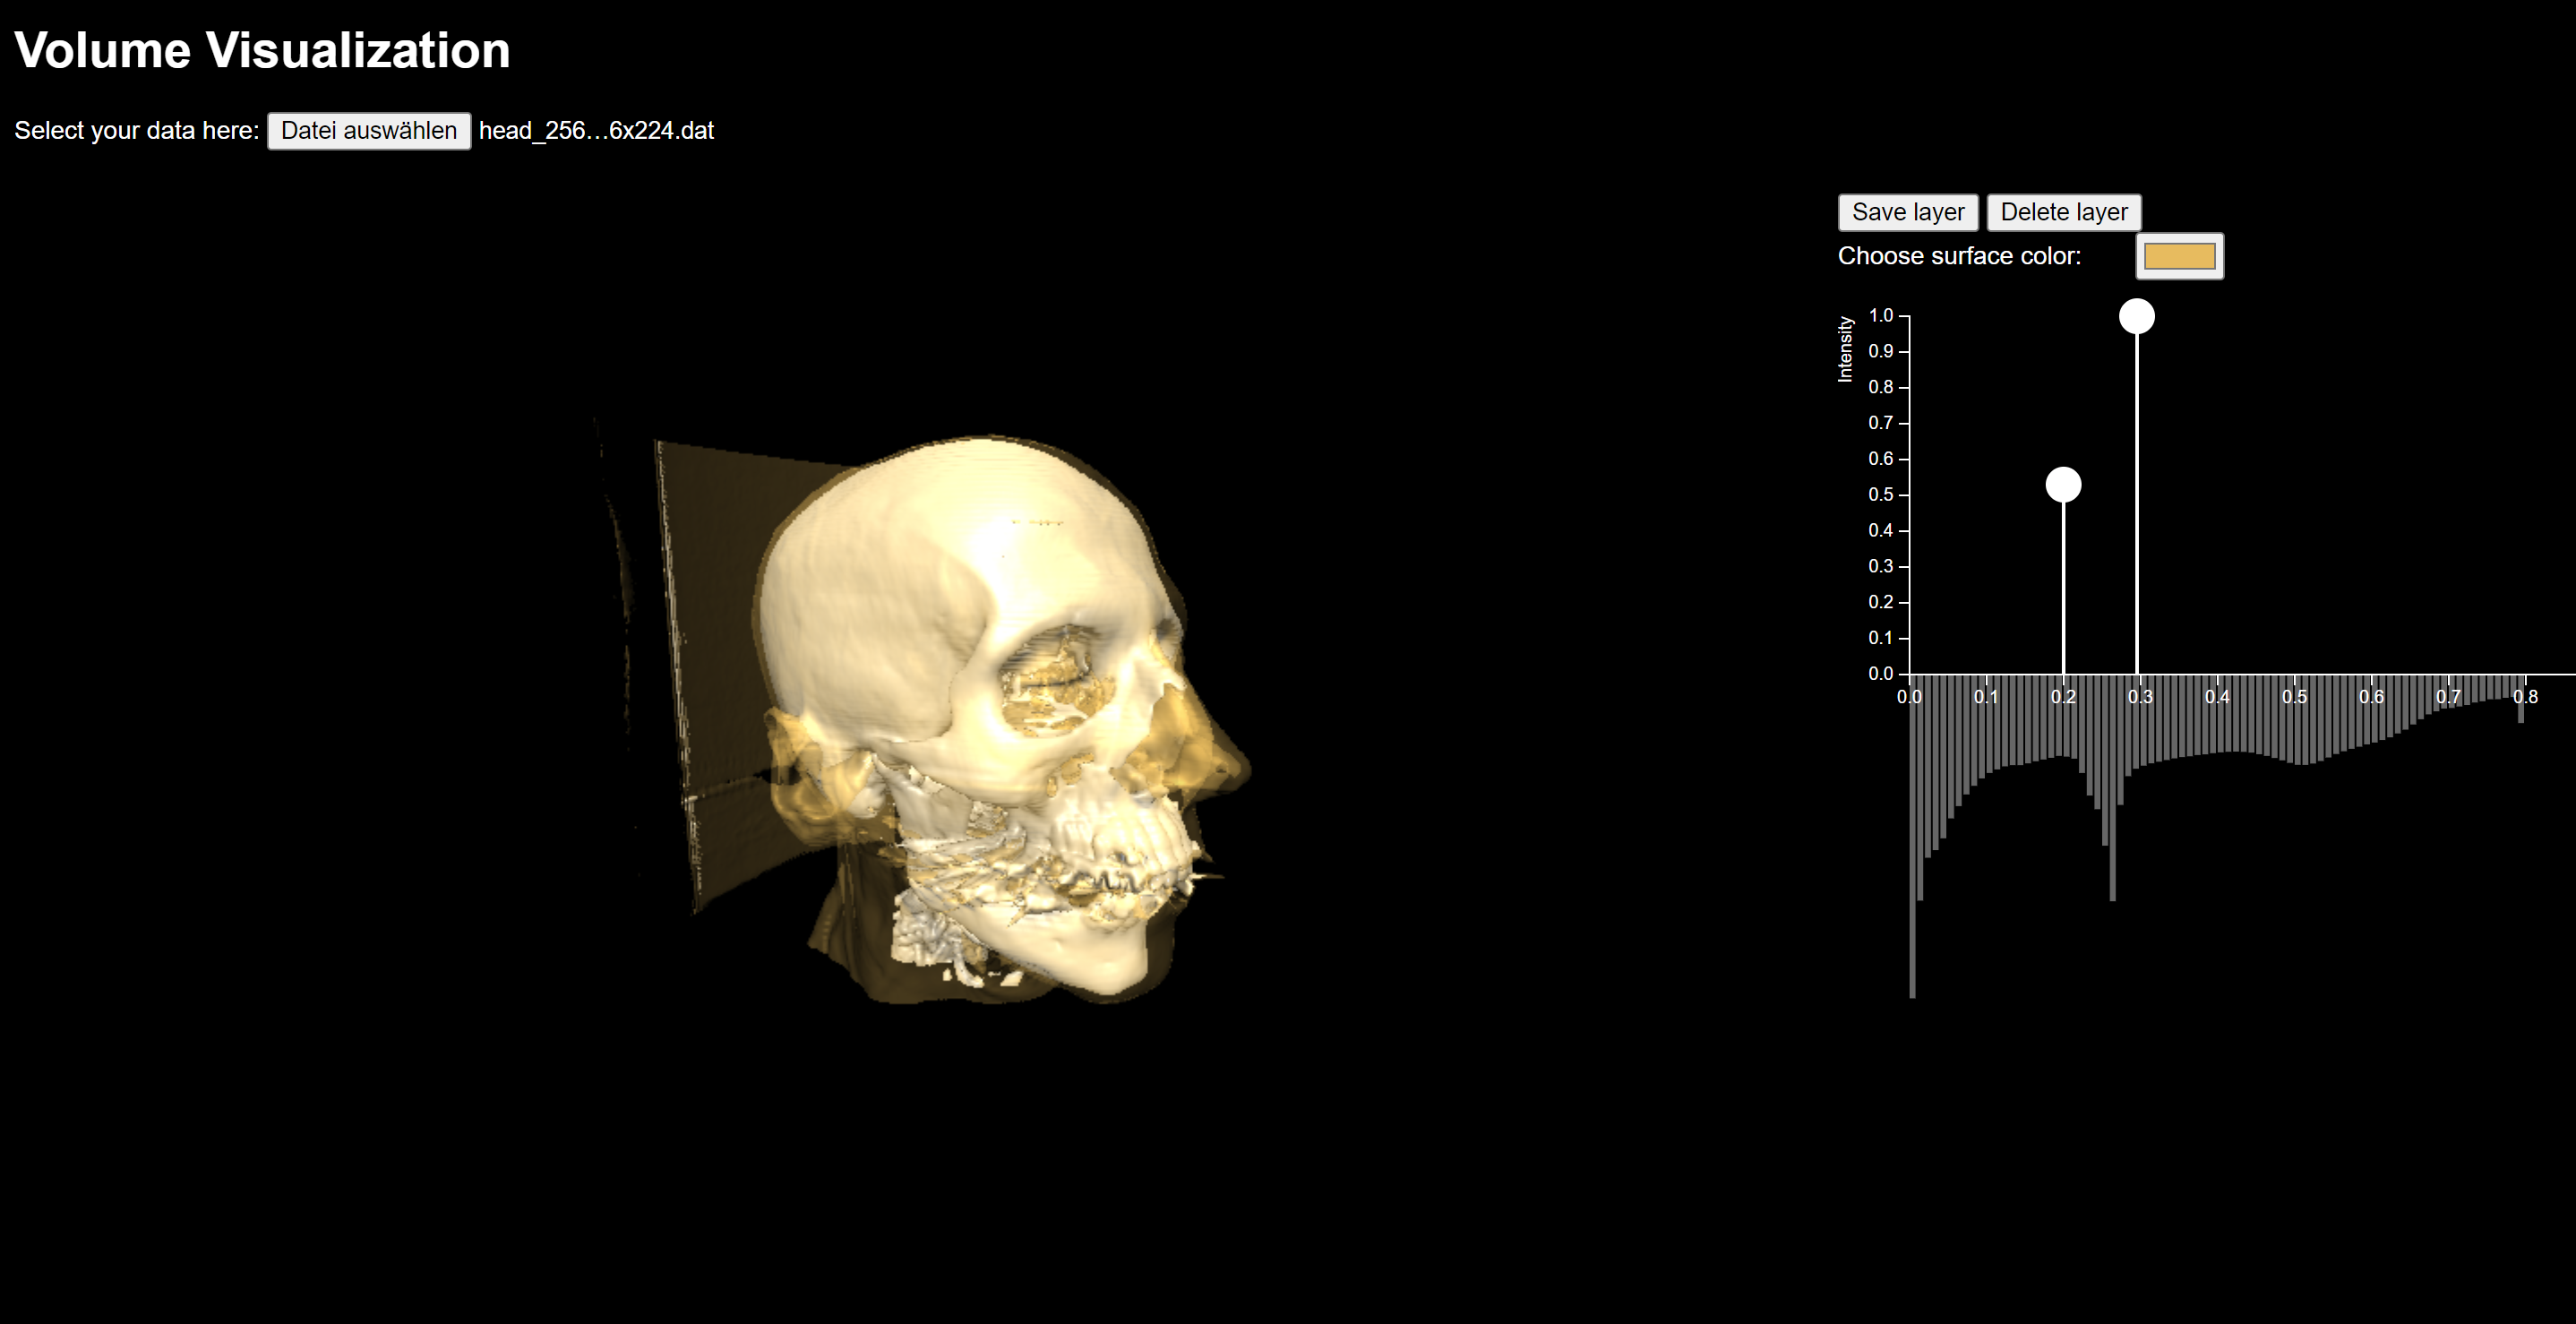 Volume Visualization
Select your data here: Datei auswählen head_256…6x224.dat
Save layer Delete layer
Choose surface color:
Intensity
1.0
0.9
0.8
0.7
0.6
0.5
0.4
0.3
0.2
0.1
0.0
0.0 0.1 0.2 0.3 0.4 0.5 0.6 0.7 0.8